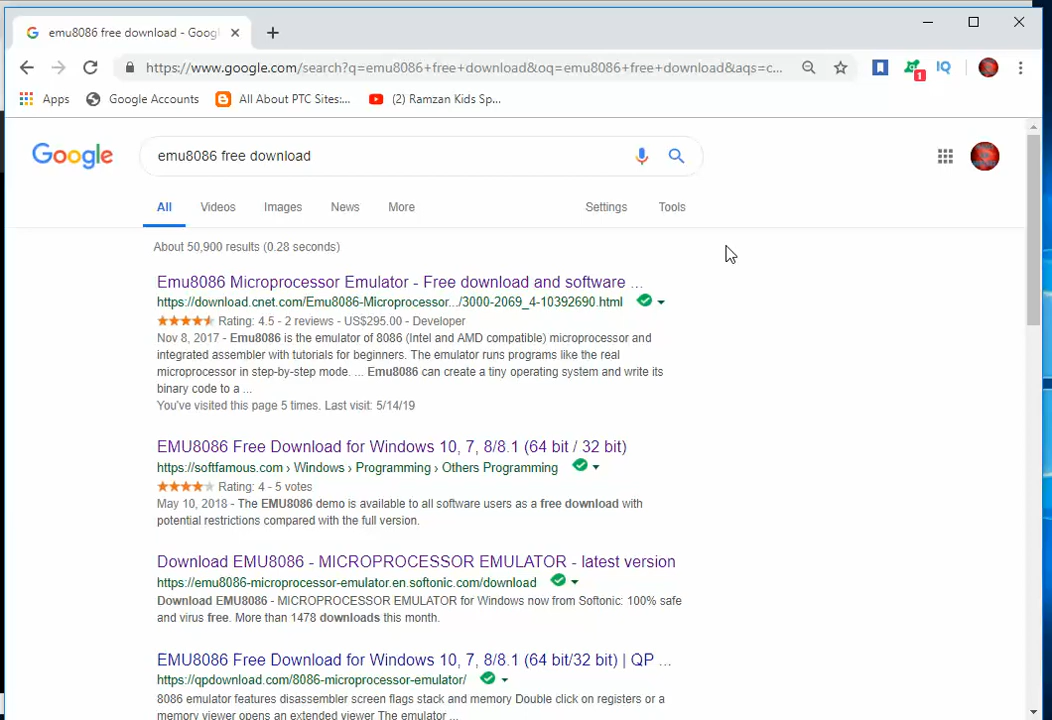 emu8086 free download - Googl
https://www.google.com/search?q=emu8086+free+download&oq=emu8086+free+download&aqs=c...
1
IQ
Apps
Google Accounts
All About PTC Sites:...
(2) Ramzan Kids Sp...
Google
emu8086 free download
All
Videos
Images
News
More
Settings
Tools
About 50,900 results (0.28 seconds)
Emu8086 Microprocessor Emulator - Free download and software ...
https://download.cnet.com/Emu8086-Microprocessor.../3000-2069_4-10392690.html
Rating: 4.5 - 2 reviews - US$295.00 - Developer
Nov 8, 2017 - Emu8086 is the emulator of 8086 (Intel and AMD compatible) microprocessor and
integrated assembler with tutorials for beginners. The emulator runs programs like the real
microprocessor in step-by-step mode. ... Emu8086 can create a tiny operating system and write its
binary code to a ...
You've visited this page 5 times. Last visit: 5/14/19
EMU8086 Free Download for Windows 10, 7, 8/8.1 (64 bit / 32 bit)
https://softfamous.com › Windows › Programming › Others Programming
Rating: 4 - 5 votes
May 10, 2018 - The EMU8086 demo is available to all software users as a free download with
potential restrictions compared with the full version.
Download EMU8086 - MICROPROCESSOR EMULATOR - latest version
https://emu8086-microprocessor-emulator.en.softonic.com/download
Download EMU8086 - MICROPROCESSOR EMULATOR for Windows now from Softonic: 100% safe
and virus free. More than 1478 downloads this month.
EMU8086 Free Download for Windows 10, 7, 8/8.1 (64 bit/32 bit) | QP ...
https://qpdownload.com/8086-microprocessor-emulator/
8086 emulator features disassembler screen flags stack and memory Double click on registers or a
memory viewer opens an extended viewer The emulator ...